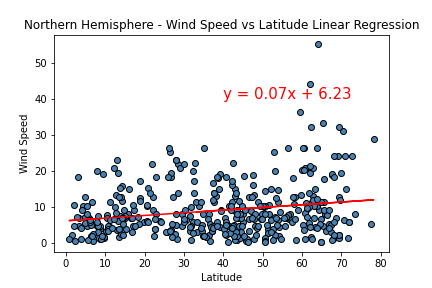 Northern Hemisphere - Wind Speed vs Latitude Linear Regression
y = 0.07x + 6.23
Wind Speed
50
40
30
20
10
0
0 10 20 30 40 50 60 70 80
Latitude